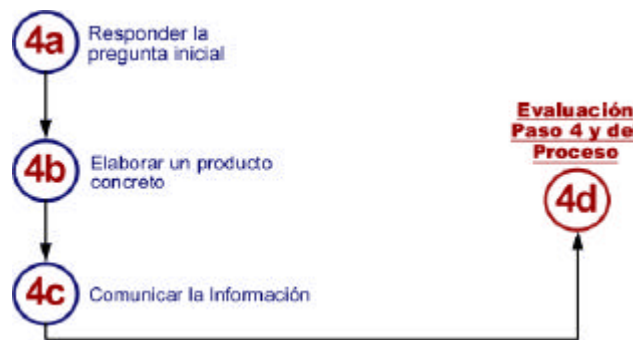 4a
Responder la
pregunta inicial
4b
Elaborar un producto
concreto
4c
Comunicar la Información
Evaluación
Paso 4 y de
Proceso
4d